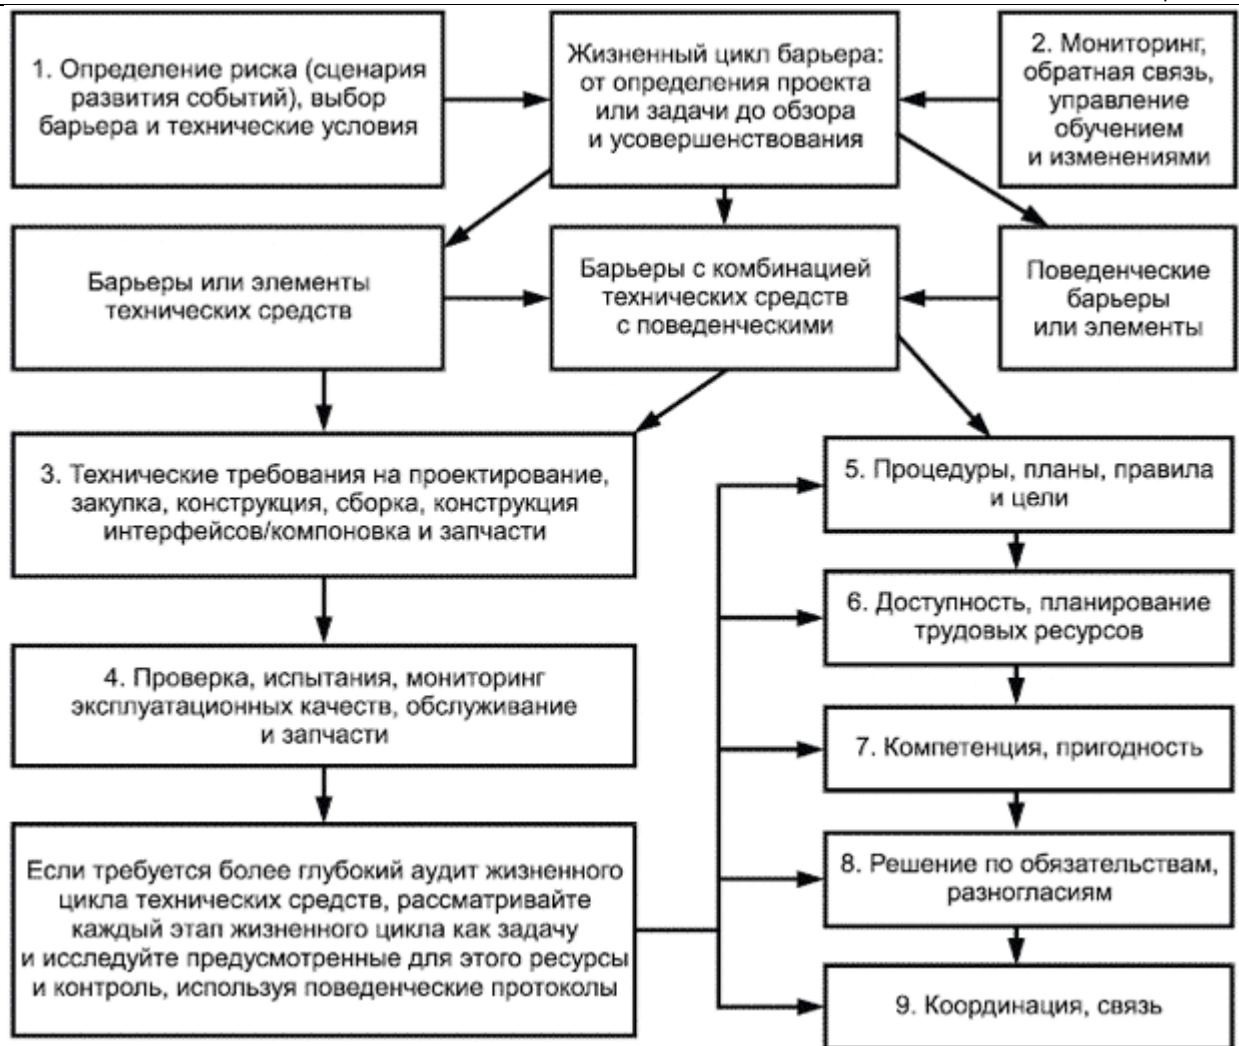 1. Определение риска (сценария
развития событий), выбор
барьера и технические условия
Жизненный цикл барьера:
от определения проекта
или задачи до обзора
и усовершенствования
2. Мониторинг,
обратная связь,
управление
обучением
и изменениями
Барьеры или элементы
технических средств
Барьеры с комбинацией
технических средств
с поведенческими
Поведенческие
барьеры
или элементы
3. Технические требования на проектирование,
закупка, конструкция, сборка, конструкция
интерфейсов/компоновка и запчасти
4. Проверка, испытания, мониторинг
эксплуатационных качеств, обслуживание
и запчасти
Если требуется более глубокий аудит жизненного
цикла технических средств, рассматривайте
каждый этап жизненного цикла как задачу
и исследуйте предусмотренные для этого ресурсы
и контроль, используя поведенческие протоколы
5. Процедуры, планы, правила
и цели
6. Доступность, планирование
трудовых ресурсов
7. Компетенция, пригодность
8. Решение по обязательствам,
разногласиям
9. Координация, связь